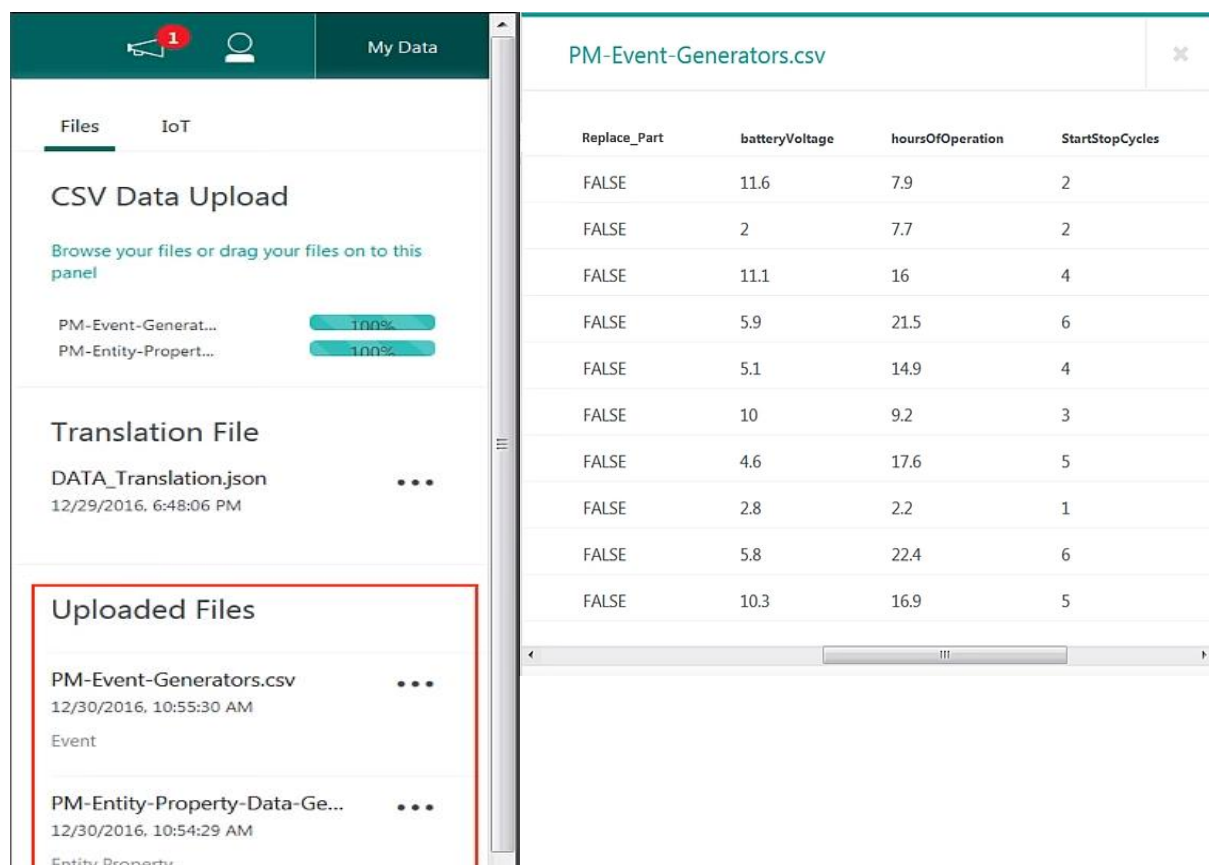 1
My Data
Files IoT
CSV Data Upload
Browse your files or drag your files on to this
panel
PM-Event-Generat... 100%
PM-Entity-Propert... 100%
Translation File
DATA_Translation.json
12/29/2016, 6:48:06 PM
Uploaded Files
PM-Event-Generators.csv
12/30/2016, 10:55:30 AM
Event
PM-Entity-Property-Data-Ge...
12/30/2016, 10:54:29 AM
Entity Property
PM-Event-Generators.csv
Replace_Part batteryVoltage hoursOfOperation StartStopCycles
FALSE 11.6 7.9 2
FALSE 2 7.7 2
FALSE 11.1 16 4
FALSE 5.9 21.5 6
FALSE 5.1 14.9 4
FALSE 10 9.2 3
FALSE 4.6 17.6 5
FALSE 2.8 2.2 1
FALSE 5.8 22.4 6
FALSE 10.3 16.9 5